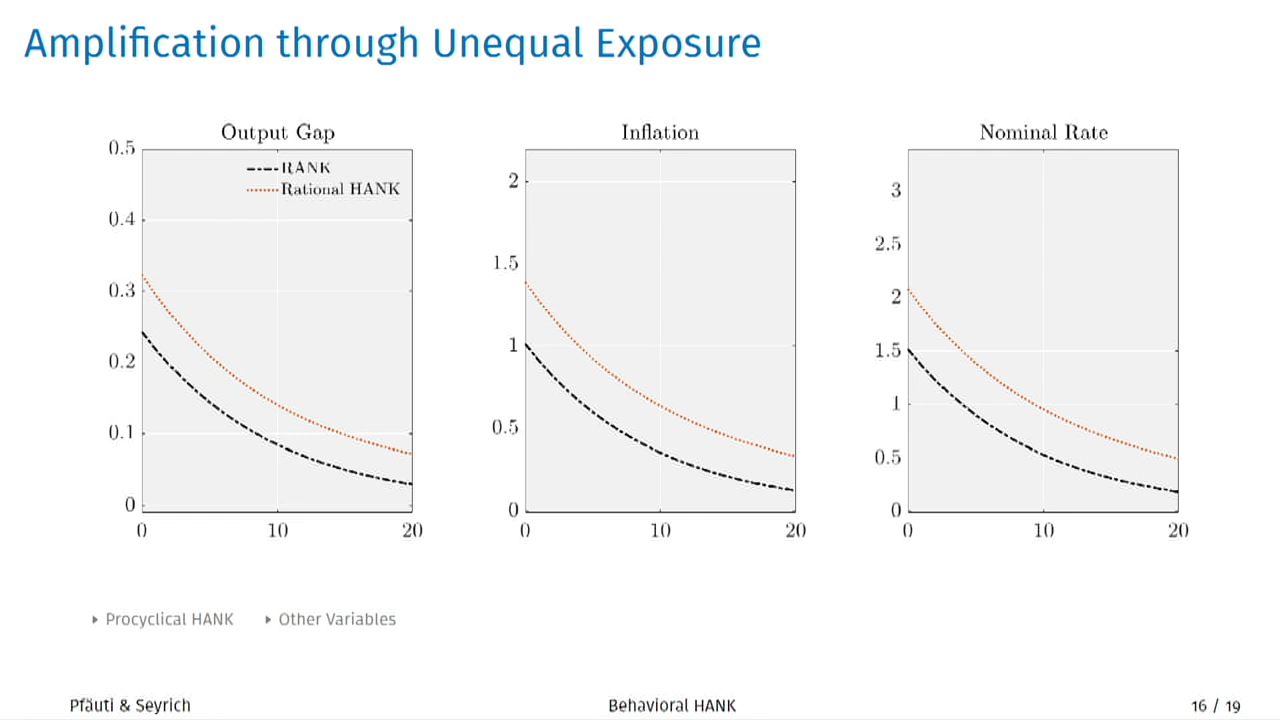 Amplification through Unequal Exposure
Output Gap
0.5
0.4
0.3
0.2
0.1
0
0 10 20
RANK
Rational HANK
Inflation
2
1.5
1
0.5
0
0 10 20
Nominal Rate
3
2.5
2
1.5
1
0.5
0
0 10 20
Procyclical HANK Other Variables
Pfäuti & Seyrich Behavioral HANK 16 / 19